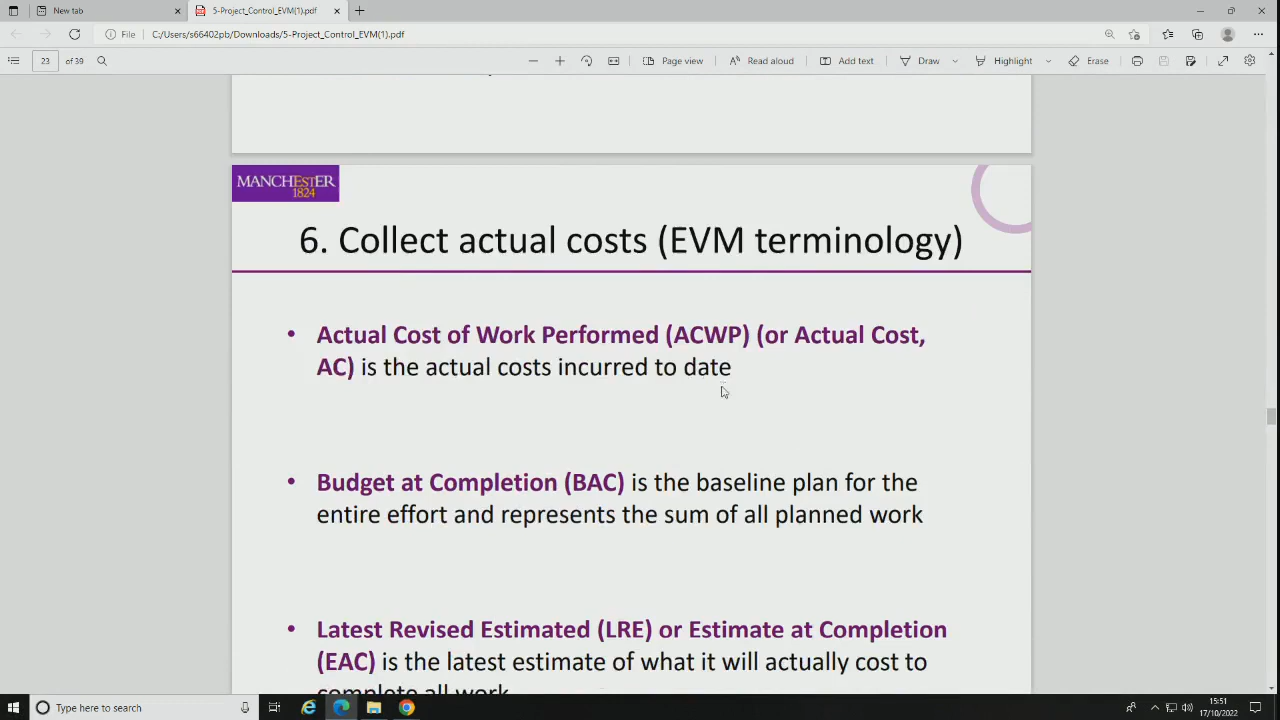 New tab
5-Project_Control_EVM(1).pdf
File
C:/Users/s66402pb/Downloads/5-Project_Control_EVM(1).pdf
23 of 39
Page view
Read aloud
Add text
Draw
Highlight
Erase
MANCHESTER
1824
6. Collect actual costs (EVM terminology)
• Actual Cost of Work Performed (ACWP) (or Actual Cost,
AC) is the actual costs incurred to date
• Budget at Completion (BAC) is the baseline plan for the
entire effort and represents the sum of all planned work
• Latest Revised Estimated (LRE) or Estimate at Completion
(EAC) is the latest estimate of what it will actually cost to
complete all work
Type here to search
15:51
17/10/2022